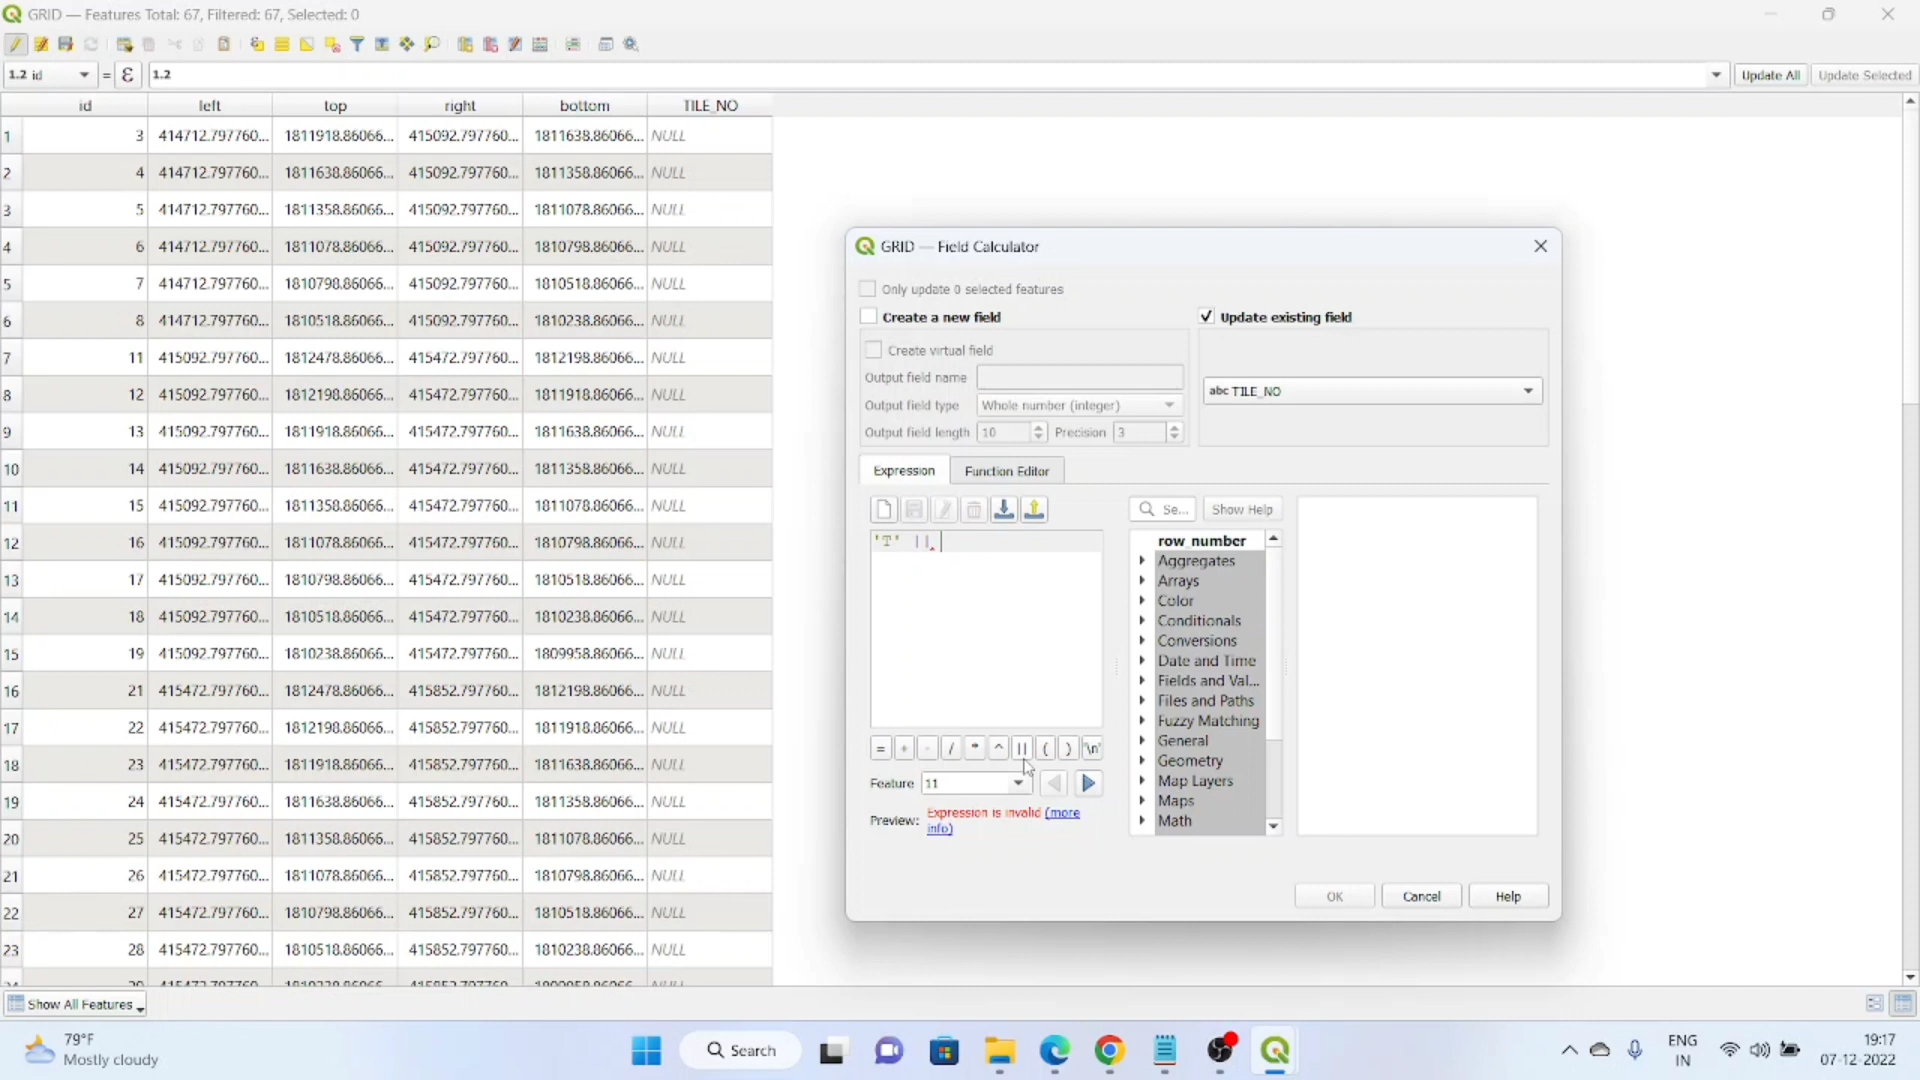 GRID — Features Total: 67, Filtered: 67, Selected: 0
1.2 id = ε 1.2 Update All Update Selected
id left top right bottom TILE_NO
1 3 414712.797760... 1811918.86066... 415092.797760... 1811638.86066... NULL
2 4 414712.797760... 1811638.86066... 415092.797760... 1811358.86066... NULL
3 5 414712.797760... 1811358.86066... 415092.797760... 1811078.86066... NULL
4 6 414712.797760... 1811078.86066... 415092.797760... 1810798.86066... NULL
5 7 414712.797760... 1810798.86066... 415092.797760... 1810518.86066... NULL
6 8 414712.797760... 1810518.86066... 415092.797760... 1810238.86066... NULL
7 11 415092.797760... 1812478.86066... 415472.797760... 1812198.86066... NULL
8 12 415092.797760... 1812198.86066... 415472.797760... 1811918.86066... NULL
9 13 415092.797760... 1811918.86066... 415472.797760... 1811638.86066... NULL
10 14 415092.797760... 1811638.86066... 415472.797760... 1811358.86066... NULL
11 15 415092.797760... 1811358.86066... 415472.797760... 1811078.86066... NULL
12 16 415092.797760... 1811078.86066... 415472.797760... 1810798.86066... NULL
13 17 415092.797760... 1810798.86066... 415472.797760... 1810518.86066... NULL
14 18 415092.797760... 1810518.86066... 415472.797760... 1810238.86066... NULL
15 19 415092.797760... 1810238.86066... 415472.797760... 1809958.86066... NULL
16 21 415472.797760... 1812478.86066... 415852.797760... 1812198.86066... NULL
17 22 415472.797760... 1812198.86066... 415852.797760... 1811918.86066... NULL
18 23 415472.797760... 1811918.86066... 415852.797760... 1811638.86066... NULL
19 24 415472.797760... 1811638.86066... 415852.797760... 1811358.86066... NULL
20 25 415472.797760... 1811358.86066... 415852.797760... 1811078.86066... NULL
21 26 415472.797760... 1811078.86066... 415852.797760... 1810798.86066... NULL
22 27 415472.797760... 1810798.86066... 415852.797760... 1810518.86066... NULL
23 28 415472.797760... 1810518.86066... 415852.797760... 1810238.86066... NULL
GRID — Field Calculator
Only update 0 selected features
Create a new field
Update existing field
Create virtual field
Output field name
abc TILE_NO
Output field type Whole number (integer)
Output field length 10 Precision 3
Expression Function Editor
Se... Show Help
'T' ||
row_number
Aggregates
Arrays
Color
Conditionals
Conversions
Date and Time
Fields and Val...
Files and Paths
Fuzzy Matching
General
Geometry
Map Layers
Maps
Math
= + - / * ^ || ( ) '\n'
Feature 11
Preview: Expression is invalid (more
info)
OK Cancel Help
Show All Features
79°F
Mostly cloudy
Search
ENG
IN
19:17
07-12-2022